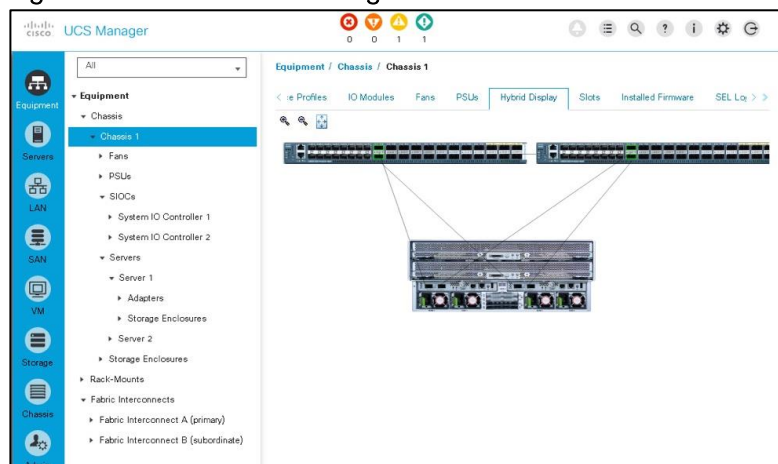 CISCO
UCS Manager
0 0 1 1
All
Equipment
Servers
LAN
SAN
VM
Storage
Chassis
Equipment
Chassis
Chassis 1
Fans
PSUs
SIOCs
System IO Controller 1
System IO Controller 2
Servers
Server 1
Adapters
Storage Enclosures
Server 2
Storage Enclosures
Rack-Mounts
Fabric Interconnects
Fabric Interconnect A (primary)
Fabric Interconnect B (subordinate)
Equipment / Chassis / Chassis 1
< Profiles IO Modules Fans PSUs Hybrid Display Slots Installed Firmware SEL > >